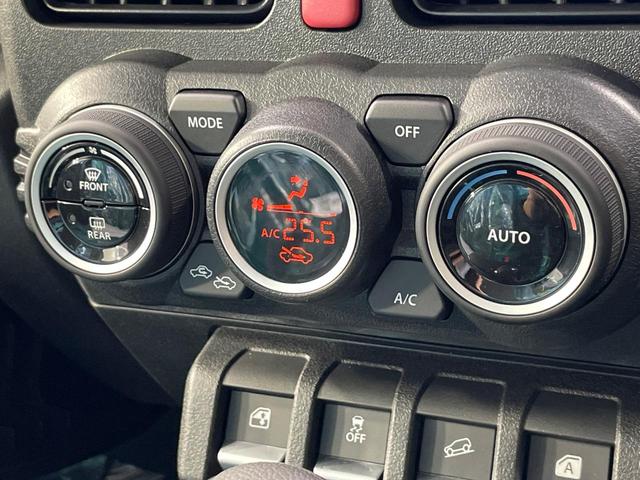 MODE
OFF
FRONT
REAR
A/C 25.5
AUTO
A/C
OFF
A